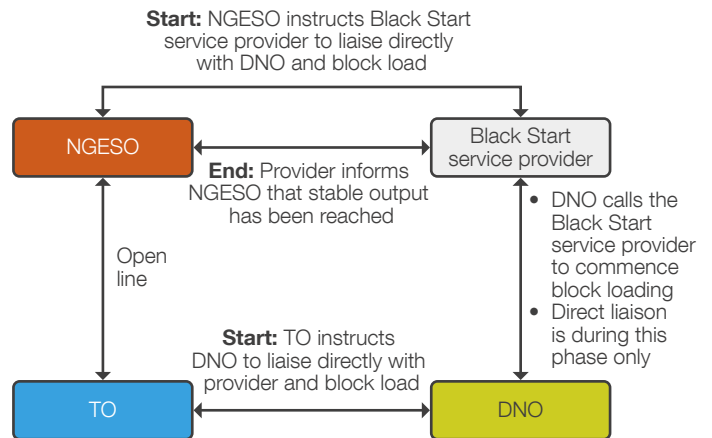 Start: NGESO instructs Black Start
service provider to liaise directly
with DNO and block load
NGESO
Black Start
service provider
End: Provider informs
NGESO that stable output
has been reached
• DNO calls the
Black Start
service provider
to commence
block loading
• Direct liaison
is during this
phase only
Open
line
Start: TO instructs
DNO to liaise directly with
provider and block load
TO
DNO